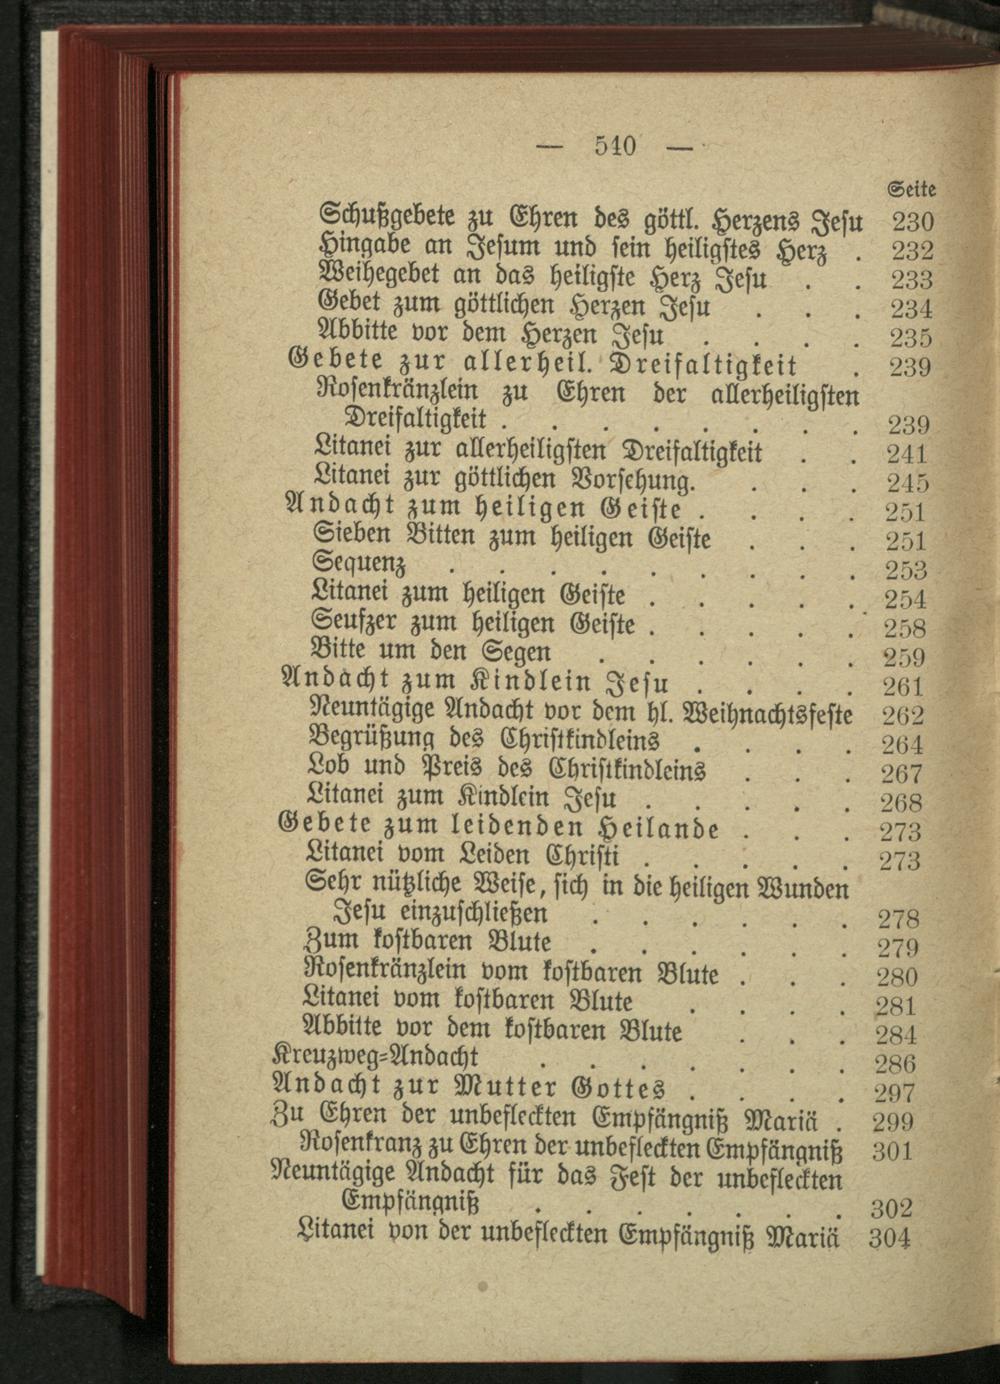 — 540 —
Seite
Schußgebete zu Ehren des göttl. Herzens Jesu 230
Hingabe an Jesum und sein heiligstes Herz . 232
Weihegebet an das heiligste Herz Jesu . . 233
Gebet zum göttlichen Herzen Jesu . . . 234
Abbitte vor dem Herzen Jesu . . . . 235
Gebete zur allerheil. Dreifaltigkeit . 239
Rosenkränzlein zu Ehren der allerheiligsten
Dreifaltigkeit . . . . . . . . 239
Litanei zur allerheiligsten Dreifaltigkeit . . 241
Litanei zur göttlichen Vorsehung. . . . 245
Andacht zum heiligen Geiste . . . . 251
Sieben Bitten zum heiligen Geiste . . . 251
Sequenz . . . . . . . . . 253
Litanei zum heiligen Geiste . . . . . 254
Seufzer zum heiligen Geiste . . . . . 258
Bitte um den Segen . . . . . . 259
Andacht zum Kindlein Jesu . . . . 261
Neuntägige Andacht vor dem hl. Weihnachtsfeste 262
Begrüßung des Christkindleins . . . . 264
Lob und Preis des Christkindleins . . . 267
Litanei zum Kindlein Jesu . . . . . 268
Gebete zum leidenden Heilande . . . 273
Litanei vom Leiden Christi . . . . . 273
Sehr nützliche Weise, sich in die heiligen Wunden
Jesu einzuschließen . . . . . . 278
Zum kostbaren Blute . . . . . . 279
Rosenkränzlein vom kostbaren Blute . . . 280
Litanei vom kostbaren Blute . . . . 281
Abbitte vor dem kostbaren Blute . . . 284
Kreuzweg-Andacht . . . . . . . 286
Andacht zur Mutter Gottes . . . . 297
Zu Ehren der unbefleckten Empfängniß Mariä . 299
Rosenkranz zu Ehren der unbefleckten Empfängniß 301
Neuntägige Andacht für das Fest der unbefleckten
Empfängniß . . . . . . . 302
Litanei von der unbefleckten Empfängniß Mariä 304